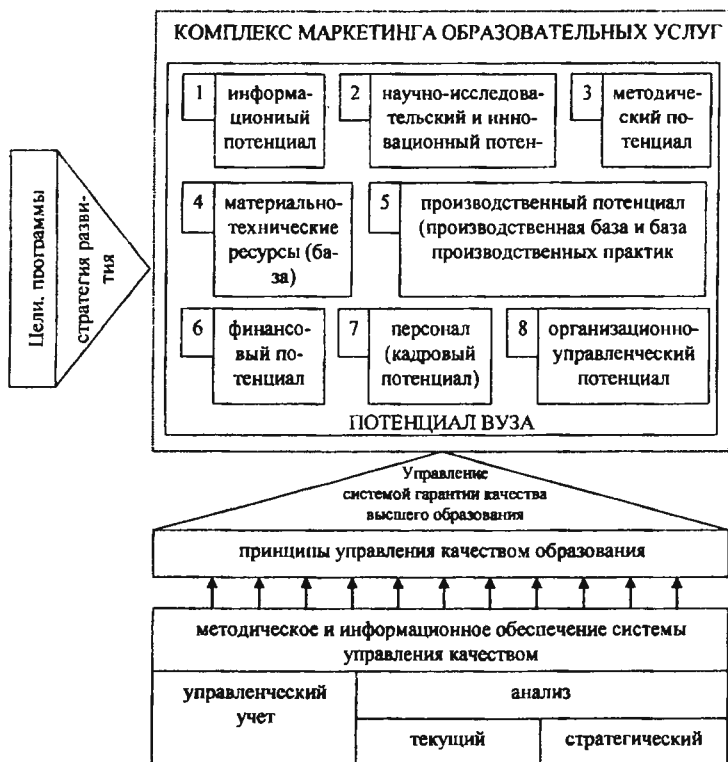 КОМПЛЕКС МАРКЕТИНГА ОБРАЗОВАТЕЛЬНЫХ УСЛУГ
1
информа-
ционный
потенциал
2
научно-исследова-
тельский и инно-
вационный потен-
3
методиче-
ский по-
тенциал
4
материально-
технические
ресурсы (ба-
за)
5
производственный потенциал
(производственная база и база
производственных практик
6
финансо-
вый по-
тенциал
7
персонал
(кадровый
потенциал)
8
организационно-
управленческий
потенциал
ПОТЕНЦИАЛ ВУЗА
Цели, программы
стратегия разви-
тия
Управление
системой гарантии качества
высшего образования
принципы управления качеством образования
методическое и информационное обеспечение системы
управления качеством
управленческий
учет
анализ
текущий
стратегический